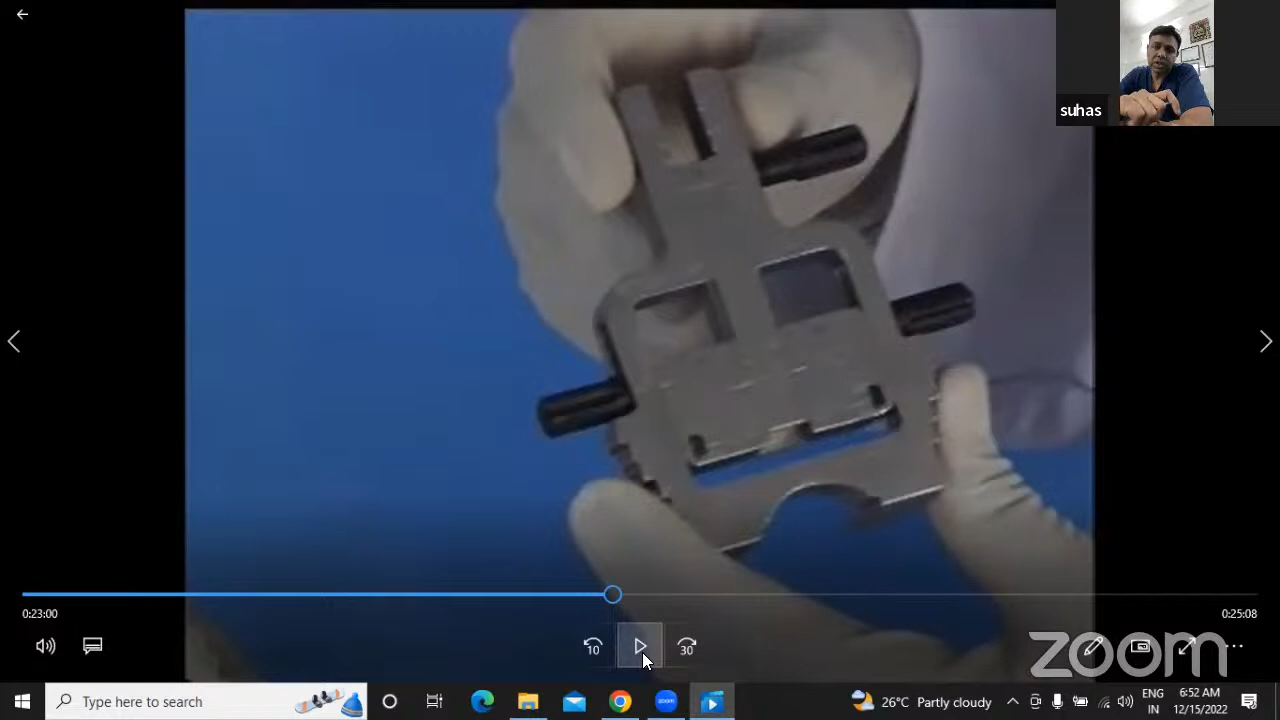 suhas
0:23:00
0:25:08
10
30
zoom
Type here to search
zoom
26°C Partly cloudy
ENG
IN
6:52 AM
12/15/2022